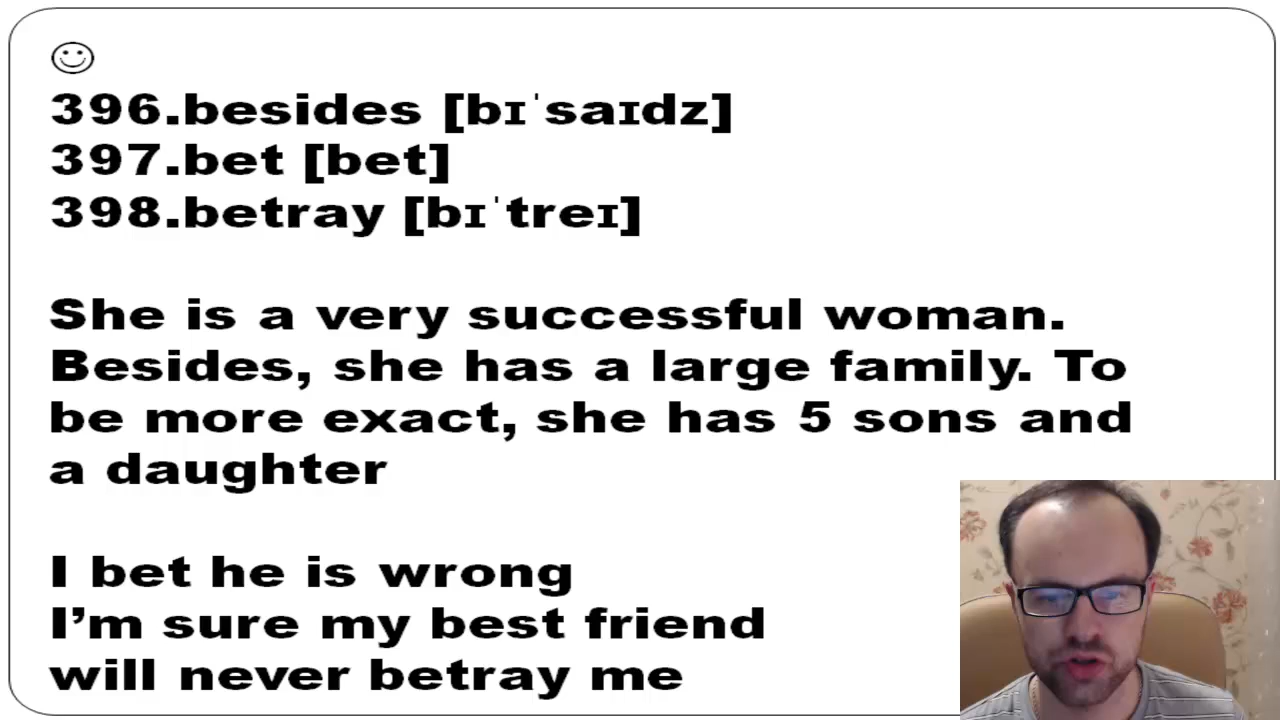 396.besides [bɪˈsaɪdz]
397.bet [bet]
398.betray [bɪˈtreɪ]
She is a very successful woman.
Besides, she has a large family. To
be more exact, she has 5 sons and
a daughter
I bet he is wrong
I’m sure my best friend
will never betray me